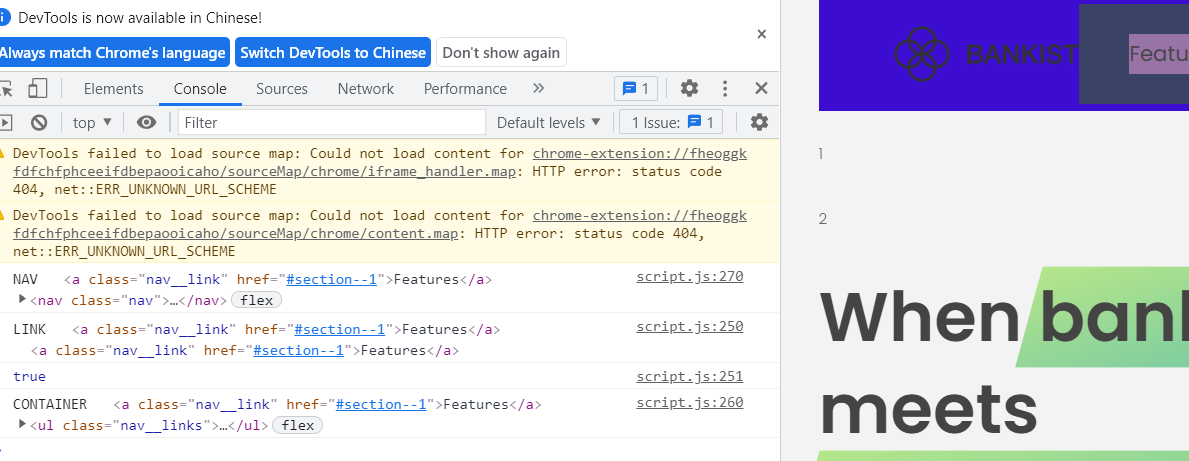 DevTools is now available in Chinese!
Always match Chrome's language
Switch DevTools to Chinese
Don't show again
Elements
Console
Sources
Network
Performance
1
top
Filter
Default levels
1 Issue: 1
DevTools failed to load source map: Could not load content for chrome-extension://fheoggk
fdfchfphceeifdbepaooicaho/sourceMap/chrome/iframe_handler.map: HTTP error: status code
404, net::ERR_UNKNOWN_URL_SCHEME
DevTools failed to load source map: Could not load content for chrome-extension://fheoggk
fdfchfphceeifdbepaooicaho/sourceMap/chrome/content.map: HTTP error: status code 404,
net::ERR_UNKNOWN_URL_SCHEME
NAV <a class="nav__link" href="#section--1">Features</a> script.js:270
<nav class="nav">…</nav> flex
LINK <a class="nav__link" href="#section--1">Features</a> script.js:250
<a class="nav__link" href="#section--1">Features</a>
true script.js:251
CONTAINER <a class="nav__link" href="#section--1">Features</a> script.js:260
<ul class="nav__links">…</ul> flex
BANKIST
Featu
1
2
When bank
meets